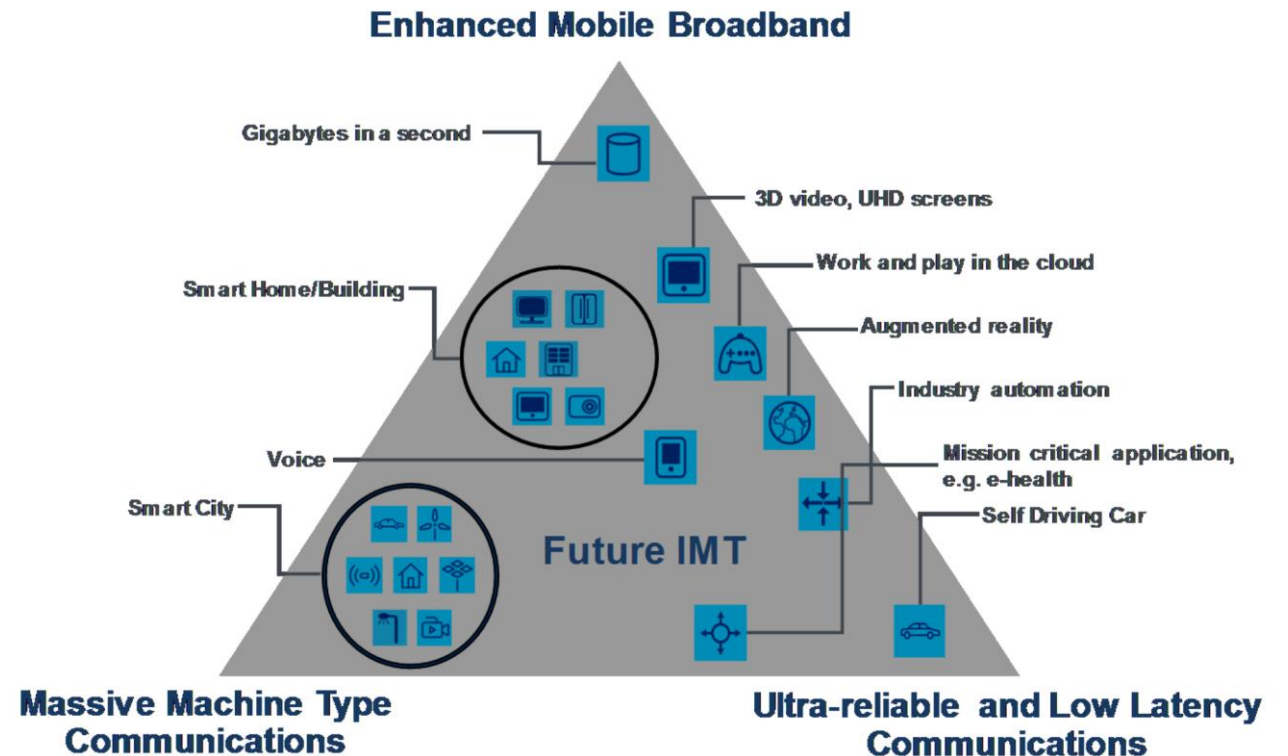 Enhanced Mobile Broadband
Gigabytes in a second
3D video, UHD screens
Work and play in the cloud
Smart Home/Building
Augmented reality
Industry automation
Mission critical application,
e.g. e-health
Voice
Smart City
Self Driving Car
Future IMT
Massive Machine Type
Communications
Ultra-reliable and Low Latency
Communications